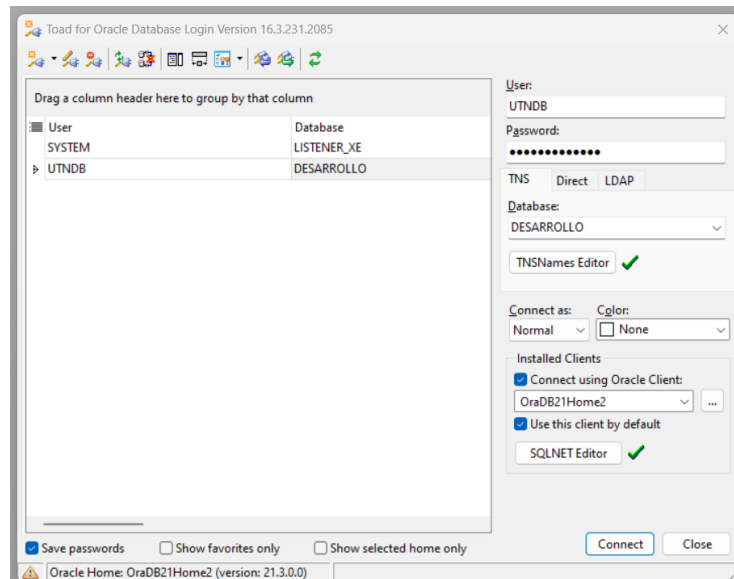 Toad for Oracle Database Login Version 16.3.231.2085
Drag a column header here to group by that column
User Database
SYSTEM LISTENER_XE
UTNDB DESARROLLO
User:
UTNDB
Password:
•••••••••••••
TNS Direct LDAP
Database:
DESARROLLO
TNSNames Editor
Connect as: Color:
Normal None
Installed Clients
Connect using Oracle Client:
OraDB21Home2 ...
Use this client by default
SQLNET Editor
Save passwords Show favorites only Show selected home only
Connect Close
Oracle Home: OraDB21Home2 (version: 21.3.0.0)